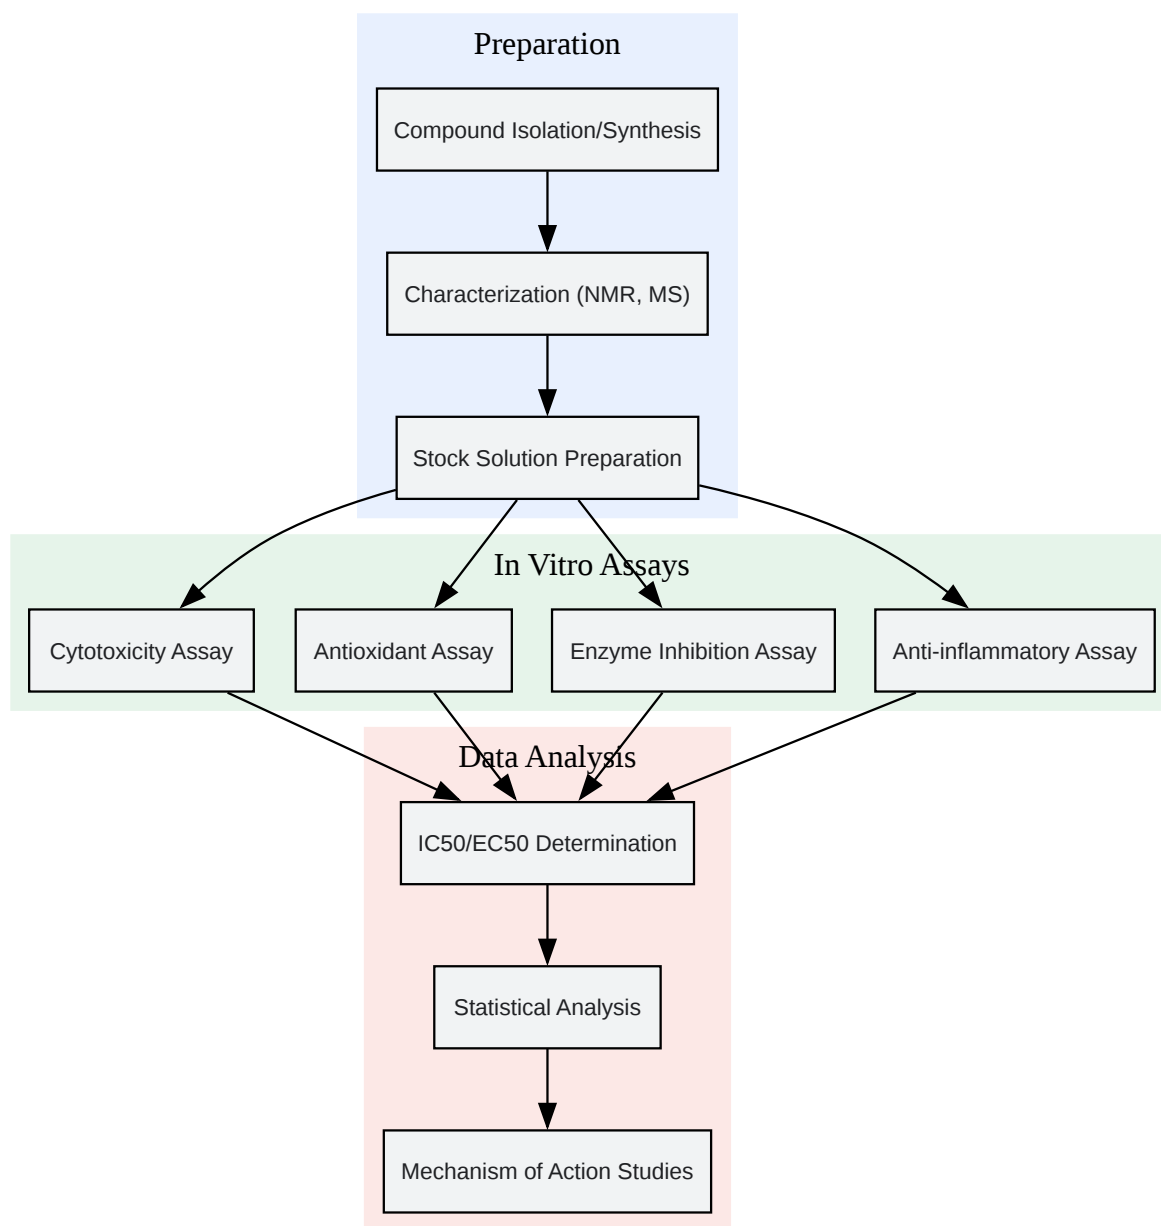 Preparation
Compound Isolation/Synthesis
Characterization (NMR, MS)
Stock Solution Preparation
In Vitro Assays
Cytotoxicity Assay
Antioxidant Assay
Enzyme Inhibition Assay
Anti-inflammatory Assay
Data Analysis
IC50/EC50 Determination
Statistical Analysis
Mechanism of Action Studies